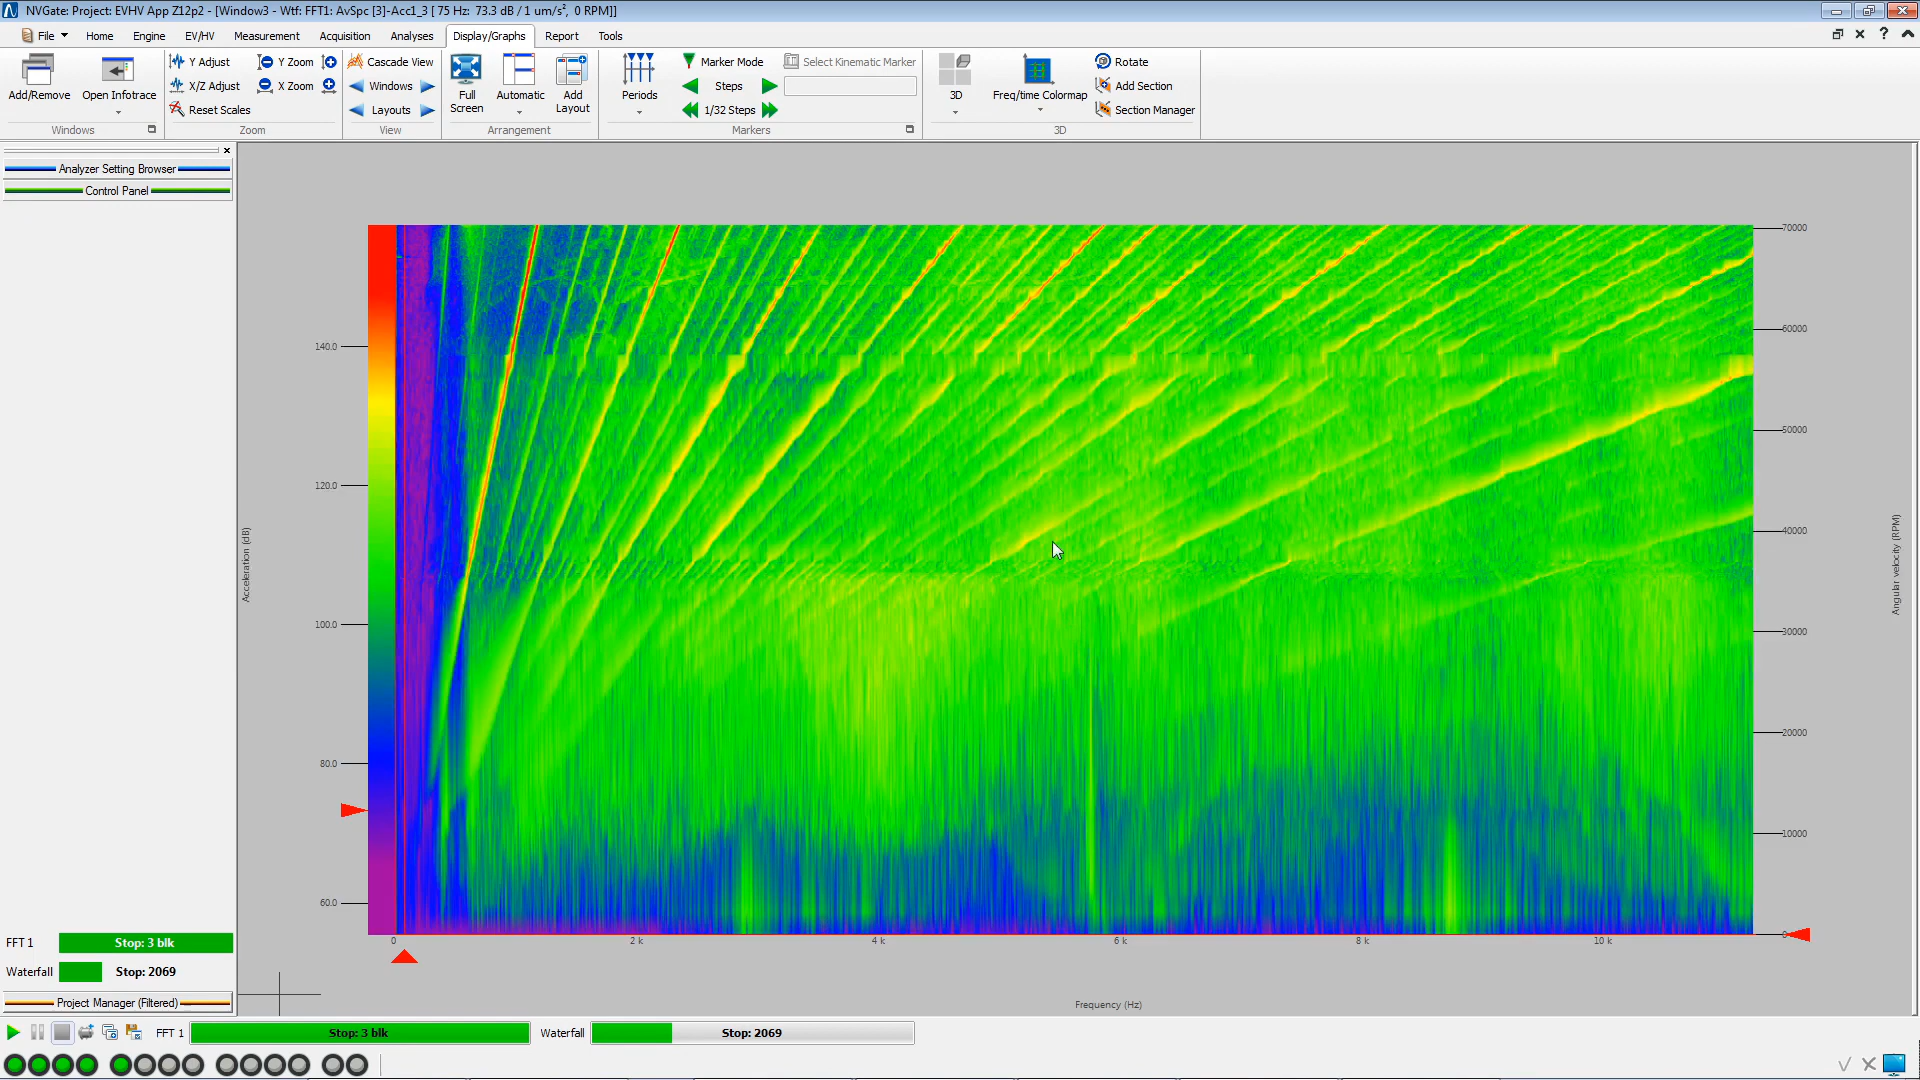 NVGate: Project: EVHV App Z12p2 - [Window3 - Wtf: FFT1: AvSpc [3]-Acc1_3 [ 75 Hz:  73.3 dB / 1 um/s²,  0 RPM]]
File Home Engine EV/HV Measurement Acquisition Analyses Display/Graphs Report Tools
Add/Remove
Open Infotrace
Windows
Y Adjust
X/Z Adjust
Reset Scales
Y Zoom
X Zoom
Zoom
Cascade View
Windows
Layouts
View
Full Screen
Automatic
Add Layout
Arrangement
Periods
Marker Mode
Steps
1/32 Steps
Select Kinematic Marker
Markers
3D
Freq/time Colormap
Rotate
Add Section
Section Manager
3D
Analyzer Setting Browser
Control Panel
140.0
120.0
100.0
80.0
60.0
Acceleration (dB)
70000
60000
50000
40000
30000
20000
10000
0
Angular velocity (RPM)
0 2 k 4 k 6 k 8 k 10 k
Frequency (Hz)
FFT 1 Stop: 3 blk
Waterfall Stop: 2069
Project Manager (Filtered)
FFT 1 Stop: 3 blk Waterfall Stop: 2069